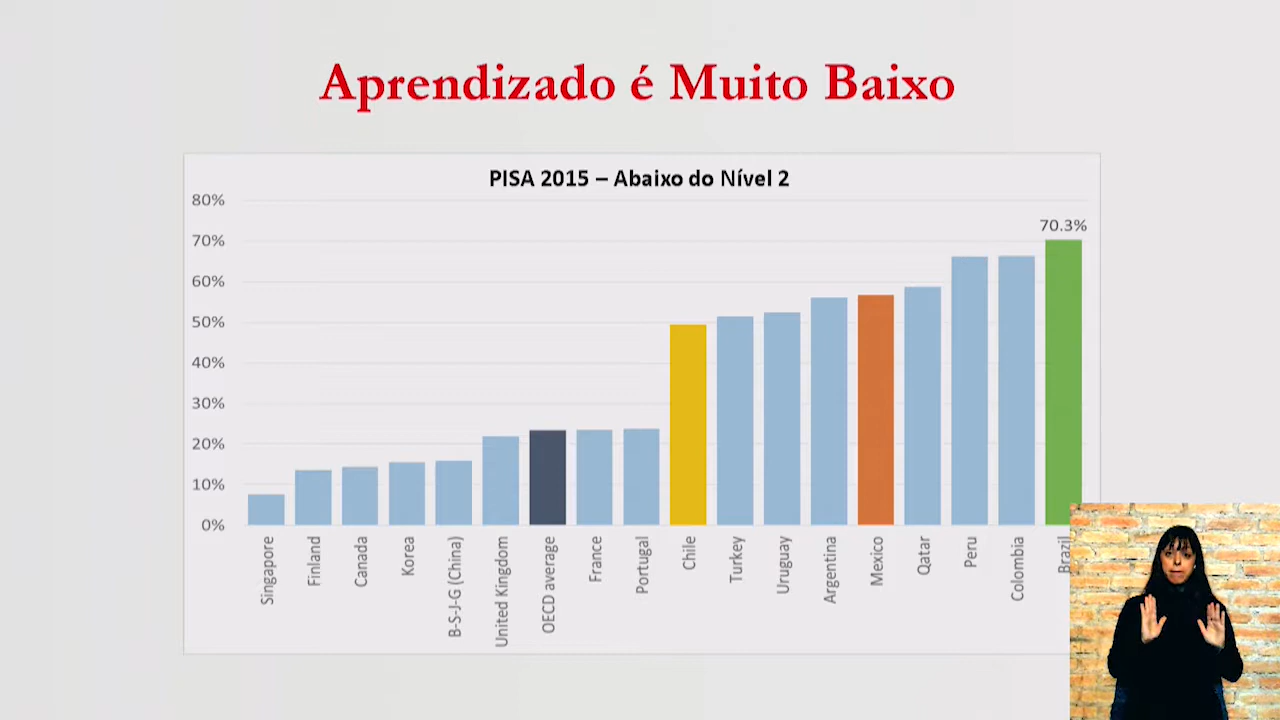 Aprendizado é Muito Baixo
PISA 2015 – Abaixo do Nível 2
80%
70%
60%
50%
40%
30%
20%
10%
0%
70.3%
Singapore
Finland
Canada
Korea
B-S-J-G (China)
United Kingdom
OECD average
France
Portugal
Chile
Turkey
Uruguay
Argentina
Mexico
Qatar
Peru
Colombia
Brazil